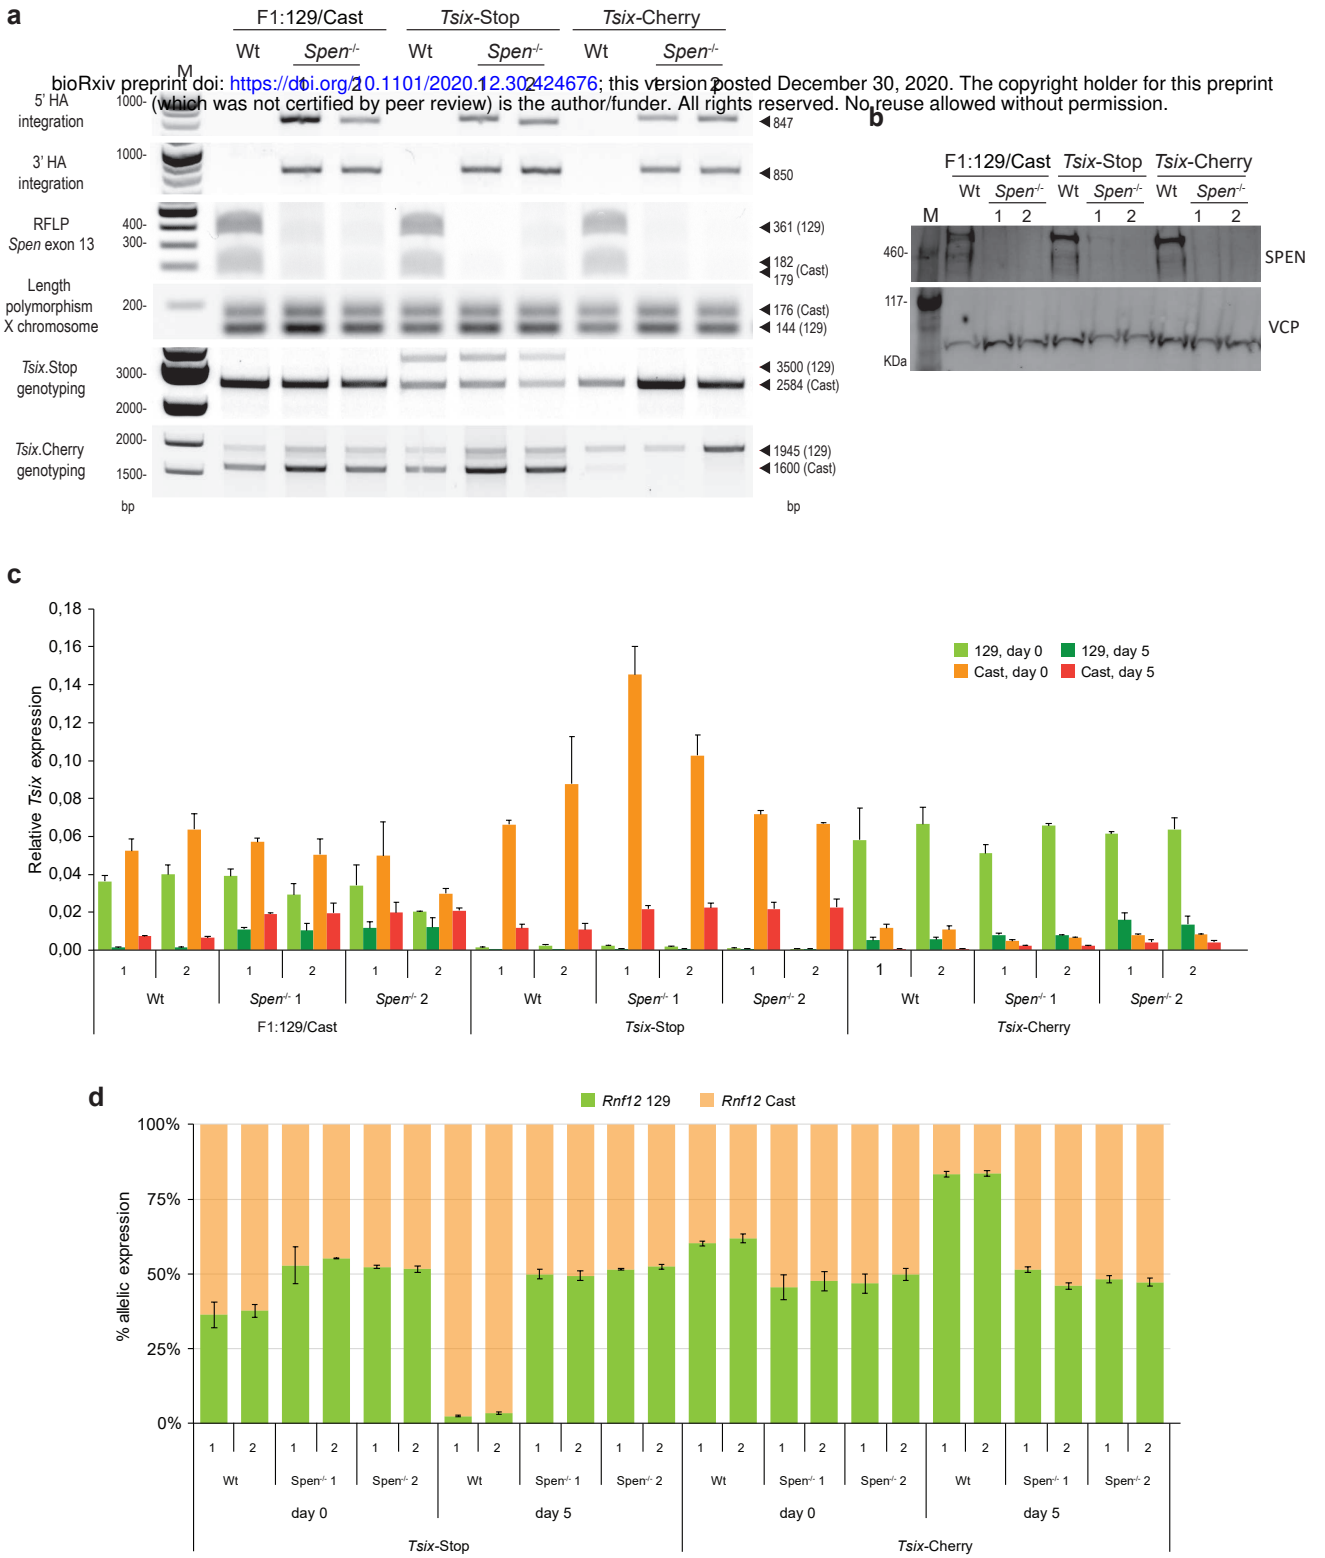 a
F1:129/Cast Tsix-Stop Tsix-Cherry
Wt Spen-/- Wt Spen-/- Wt Spen-/-
M 1 2 1 2 1 2
bioRxiv preprint doi: https://doi.org/10.1101/2020.12.30.424676; this version posted December 30, 2020. The copyright holder for this preprint
(which was not certified by peer review) is the author/funder. All rights reserved. No reuse allowed without permission.
5' HA
integration
1000-
847
3' HA
integration
1000-
850
RFLP
Spen exon 13
400-
300-
361 (129)
182
179
(Cast)
Length
polymorphism
X chromosome
200-
176 (Cast)
144 (129)
Tsix.Stop
genotyping
3000-
2000-
3500 (129)
2584 (Cast)
Tsix.Cherry
genotyping
2000-
1500-
1945 (129)
1600 (Cast)
bp bp
b
F1:129/Cast Tsix-Stop Tsix-Cherry
Wt Spen-/- Wt Spen-/- Wt Spen-/-
M 1 2 1 2 1 2
460-
SPEN
117-
VCP
KDa
c
Relative Tsix expression
0,18
0,16
0,14
0,12
0,10
0,08
0,06
0,04
0,02
0,00
129, day 0 129, day 5
Cast, day 0 Cast, day 5
1 2 1 2 1 2 1 2 1 2 1 2 1 2 1 2 1 2
Wt Spen-/- 1 Spen-/- 2 Wt Spen-/- 1 Spen-/- 2 Wt Spen-/- 1 Spen-/- 2
F1:129/Cast Tsix-Stop Tsix-Cherry
d
Rnf12 129 Rnf12 Cast
% allelic expression
100%
75%
50%
25%
0%
1 2 1 2 1 2 1 2 1 2 1 2 1 2 1 2 1 2 1 2 1 2 1 2
Wt Spen-/- 1 Spen-/- 2 Wt Spen-/- 1 Spen-/- 2 Wt Spen-/- 1 Spen-/- 2 Wt Spen-/- 1 Spen-/- 2
day 0 day 5 day 0 day 5
Tsix-Stop Tsix-Cherry